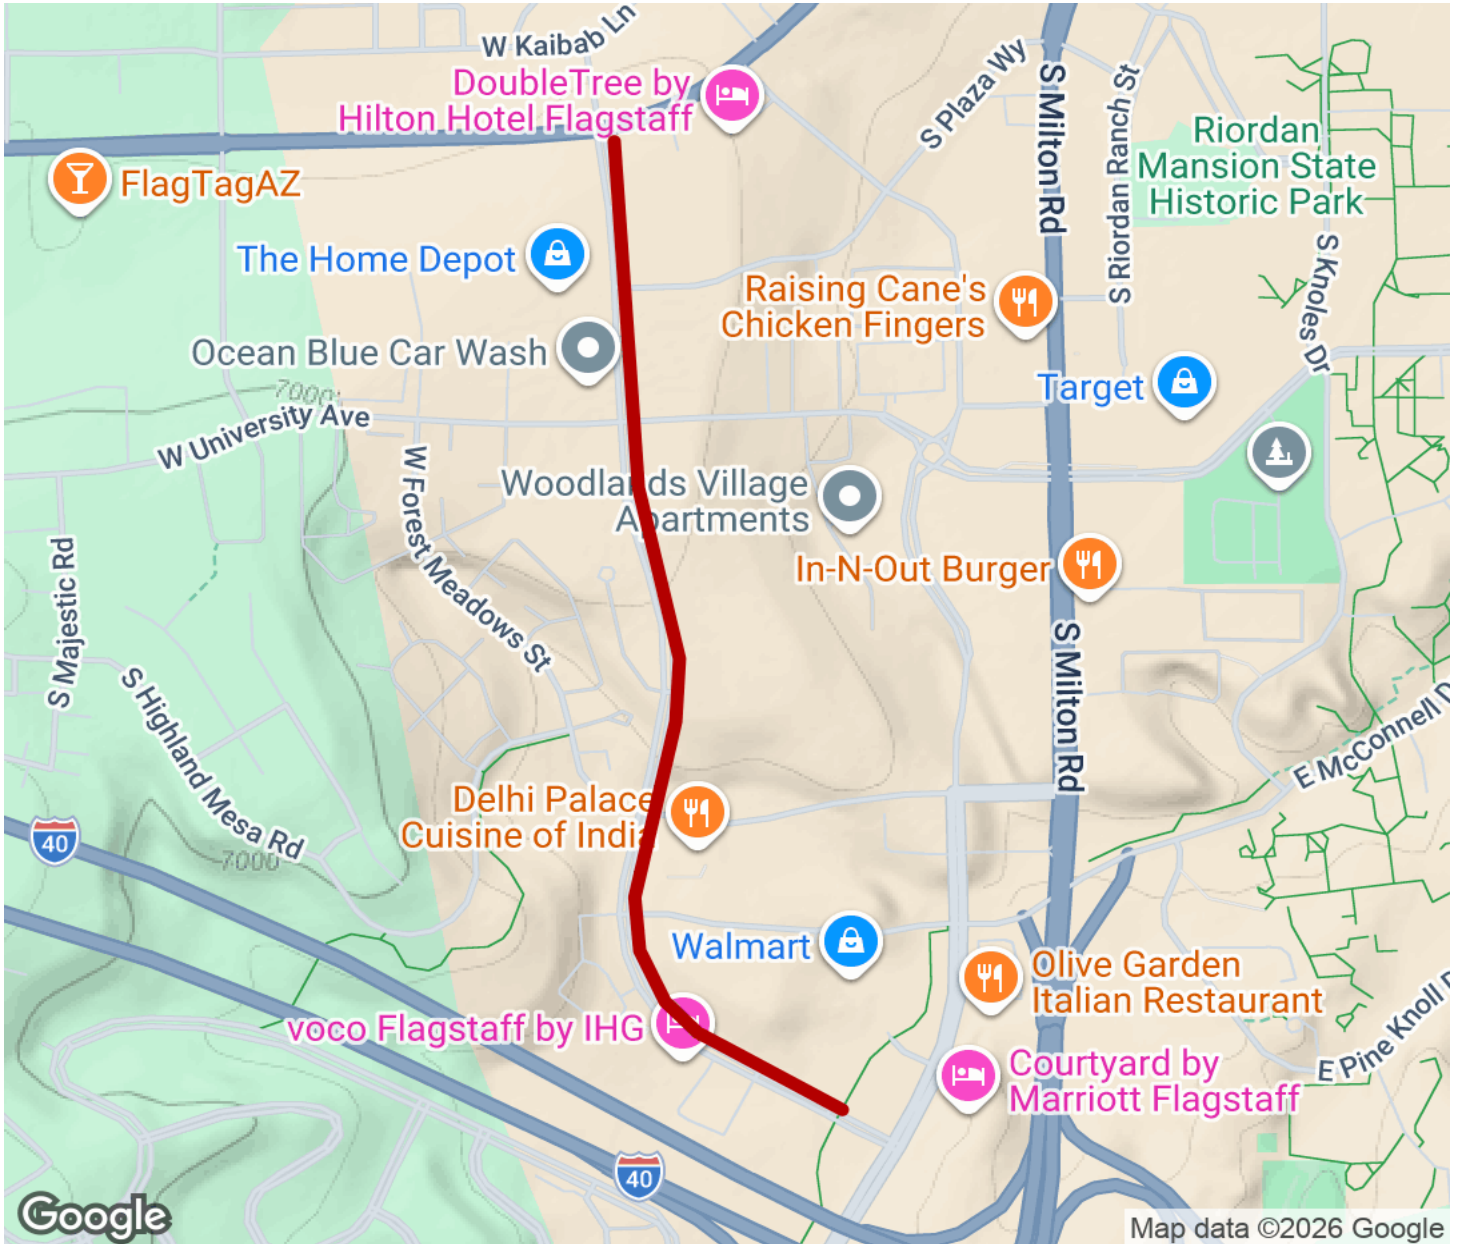 W Kaibab Ln
DoubleTree by
Hilton Hotel Flagstaff
S Plaza Wy
S Milton Rd
S Riordan Ranch St
Riordan
Mansion State
Historic Park
FlagTagAZ
The Home Depot
S Knoles Dr
Raising Cane's
Chicken Fingers
Ocean Blue Car Wash
Target
7000
W University Ave
W Forest Meadows St
Woodlands Village
Apartments
In-N-Out Burger
S Majestic Rd
S Milton Rd
S Highland Mesa Rd
E McConnell D
Delhi Palace
Cuisine of India
40
7000
Walmart
Olive Garden
Italian Restaurant
voco Flagstaff by IHG
E Pine Knoll D
Courtyard by
Marriott Flagstaff
40
Google
Map data ©2026 Google